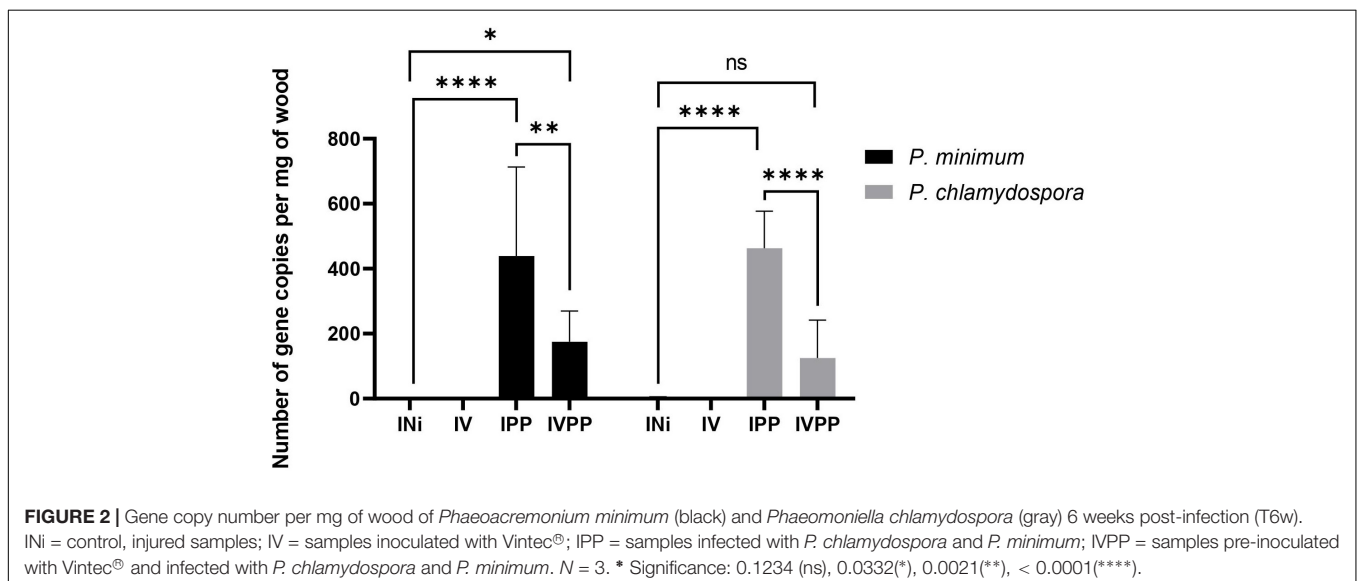 *
ns
****
****
**
****
Number of gene copies per mg of wood
800
600
400
200
0
INi IV IPP IVPP INi IV IPP IVPP
P. minimum
P. chlamydospora
FIGURE 2 | Gene copy number per mg of wood of Phaeoacremonium minimum (black) and Phaeomoniella chlamydospora (gray) 6 weeks post-infection (T6w).
INi = control, injured samples; IV = samples inoculated with Vintec®; IPP = samples infected with P. chlamydospora and P. minimum; IVPP = samples pre-inoculated
with Vintec® and infected with P. chlamydospora and P. minimum. N = 3. * Significance: 0.1234 (ns), 0.0332(*), 0.0021(**), < 0.0001(****).